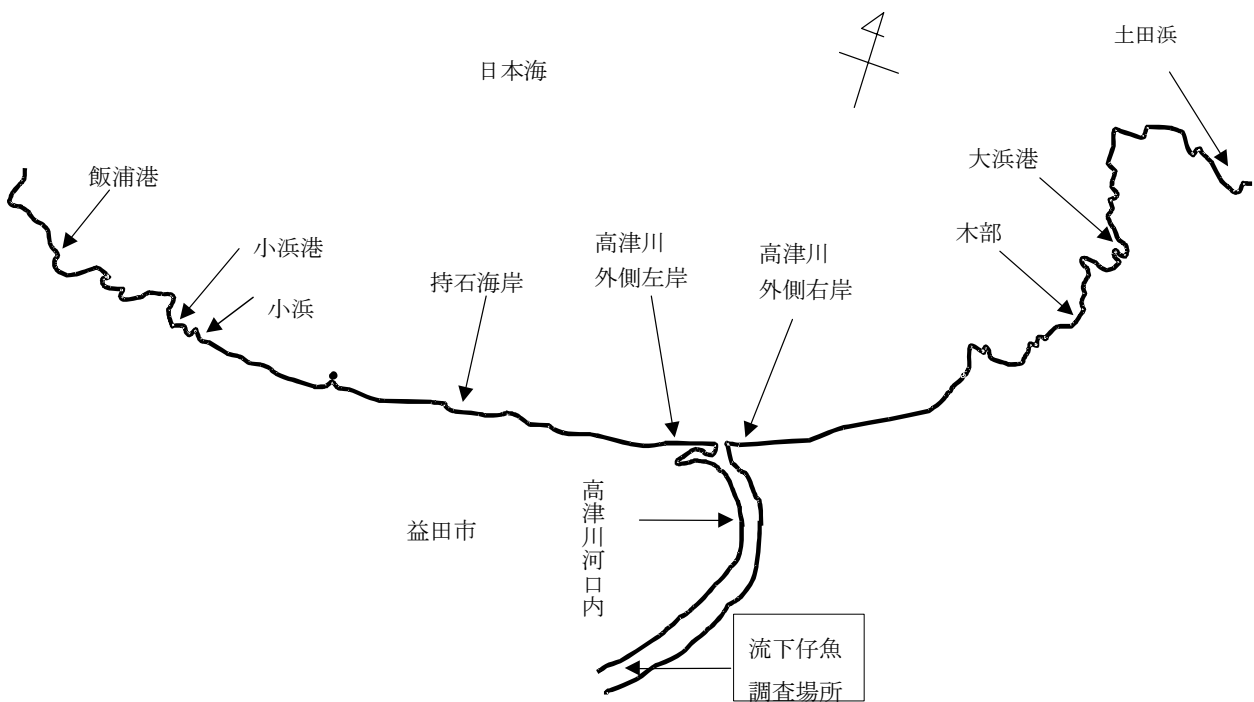 土田浜
日本海
大浜港
飯浦港
木部
小浜港
高津川
外側左岸
高津川
外側右岸
持石海岸
小浜
高津川河口内
益田市
流下仔魚
調査場所